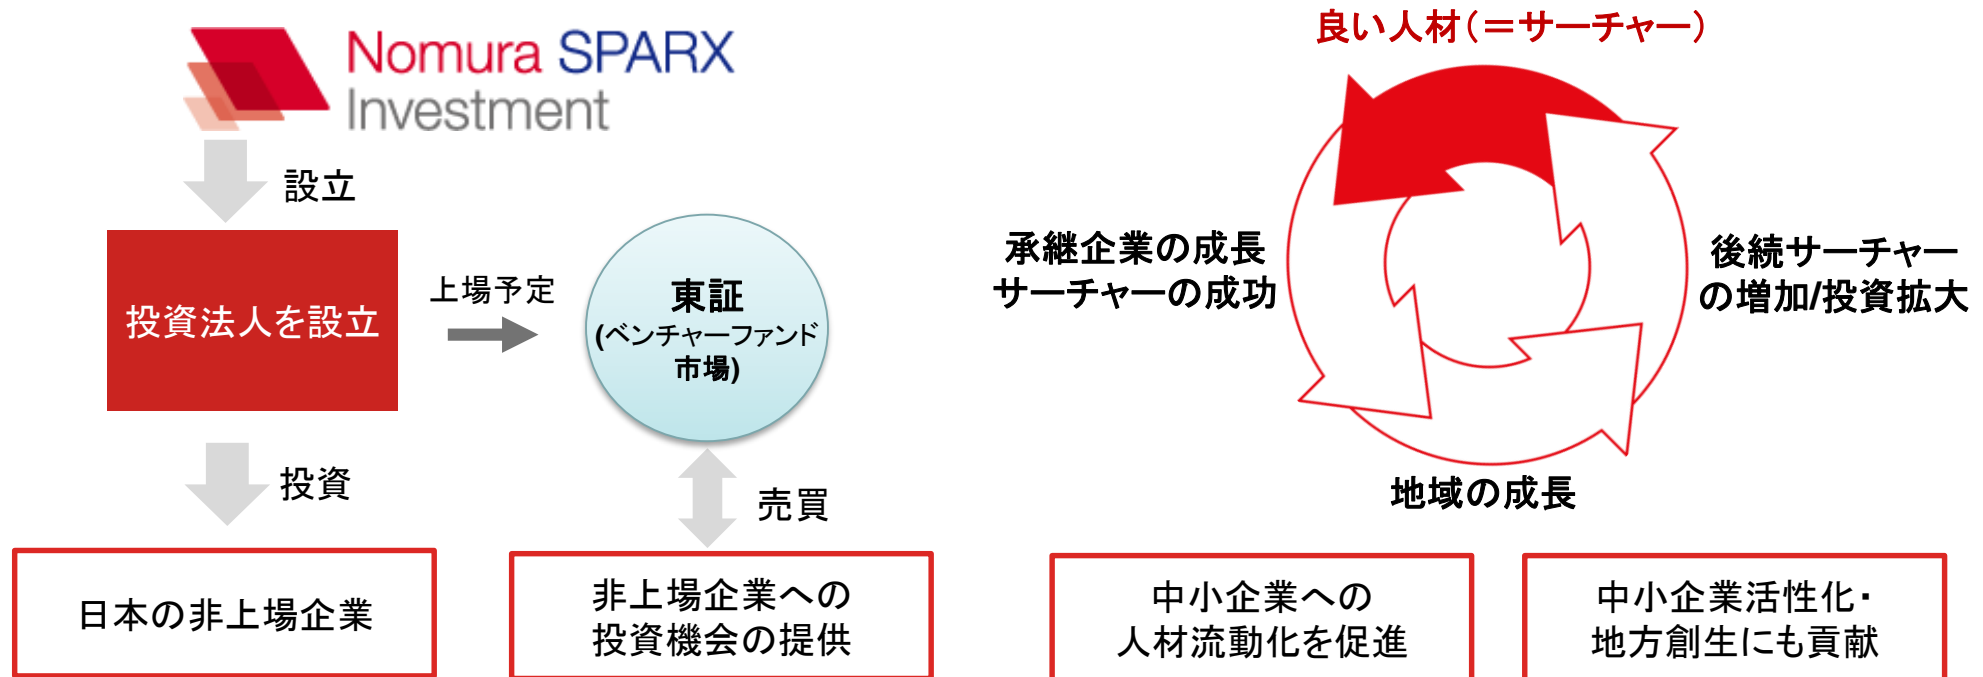 Nomura SPARX
Investment
設立
投資法人を設立
上場予定
東証
(ベンチャーファンド
市場)
投資
売買
日本の非上場企業
非上場企業への
投資機会の提供
良い人材(=サーチャー)
承継企業の成長
サーチャーの成功
後続サーチャー
の増加/投資拡大
地域の成長
中小企業への
人材流動化を促進
中小企業活性化・
地方創生にも貢献